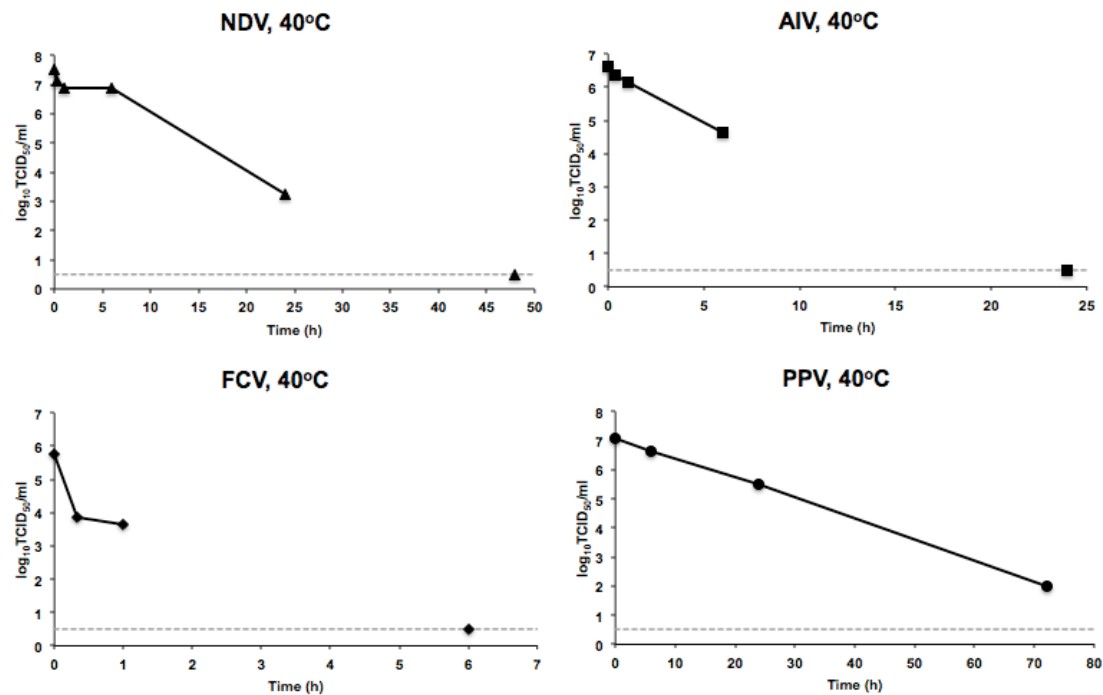 NDV, 40°C
log₁₀TCID₅₀/ml
8
7
6
5
4
3
2
1
0
0 5 10 15 20 25 30 35 40 45 50
Time (h)
AIV, 40°C
log₁₀TCID₅₀/ml
7
6
5
4
3
2
1
0
0 5 10 15 20 25
Time (h)
FCV, 40°C
log₁₀TCID₅₀/ml
7
6
5
4
3
2
1
0
0 1 2 3 4 5 6 7
Time (h)
PPV, 40°C
log₁₀TCID₅₀/ml
8
7
6
5
4
3
2
1
0
0 10 20 30 40 50 60 70 80
Time (h)